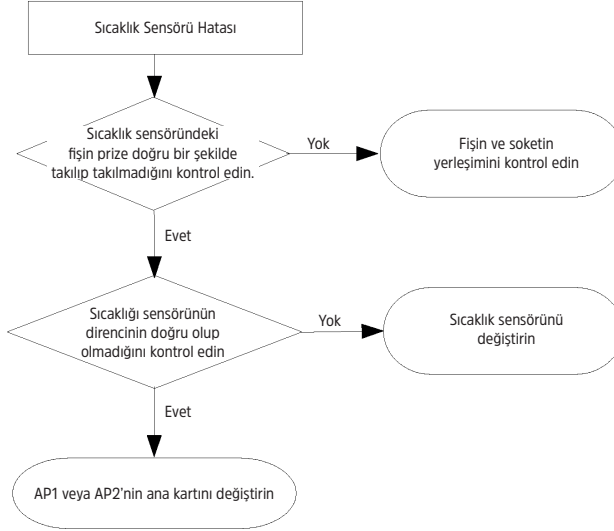 Sıcaklık Sensörü Hatası
Sıcaklık sensöründeki
fişin prize doğru bir şekilde
takılıp takılmadığını kontrol edin.
Yok
Fişin ve soketin
yerleşimini kontrol edin
Evet
Sıcaklığı sensörünün
direncinin doğru olup
olmadığını kontrol edin
Yok
Sıcaklık sensörünü
değiştirin
Evet
AP1 veya AP2'nin ana kartını değiştirin